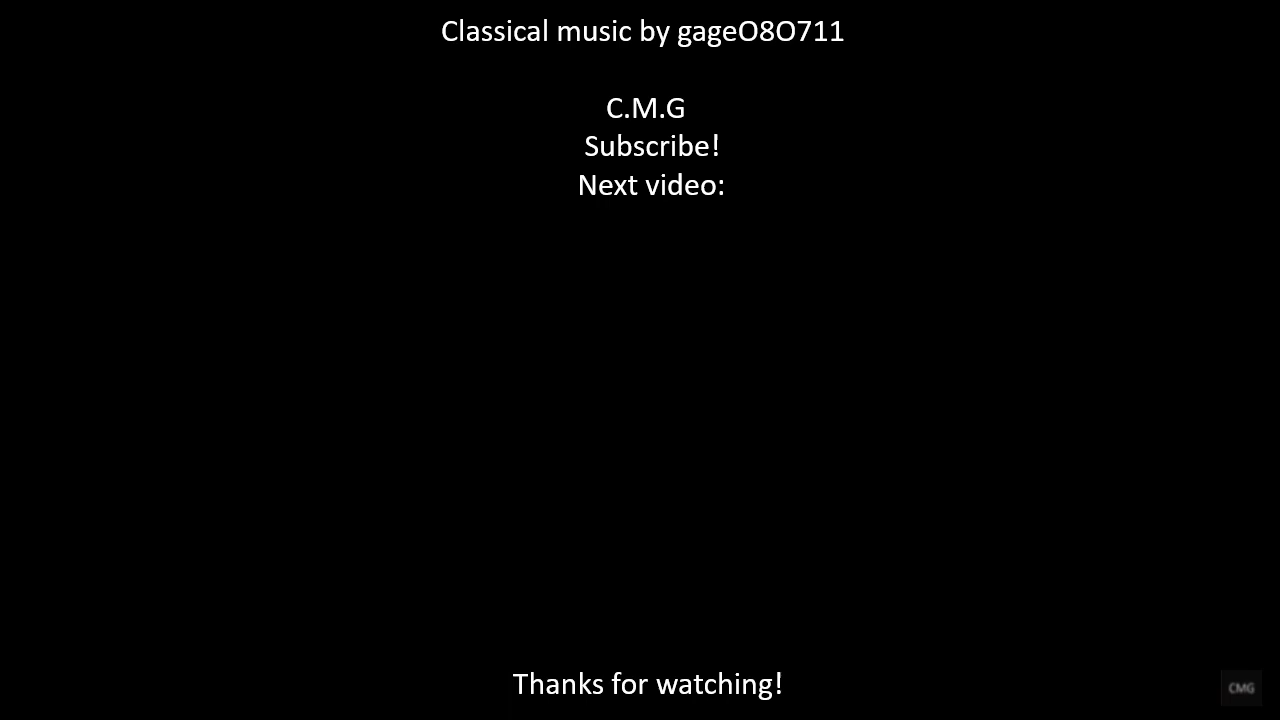 Classical music by gageO8O711
C.M.G
Subscribe!
Next video:
Thanks for watching!
CMG